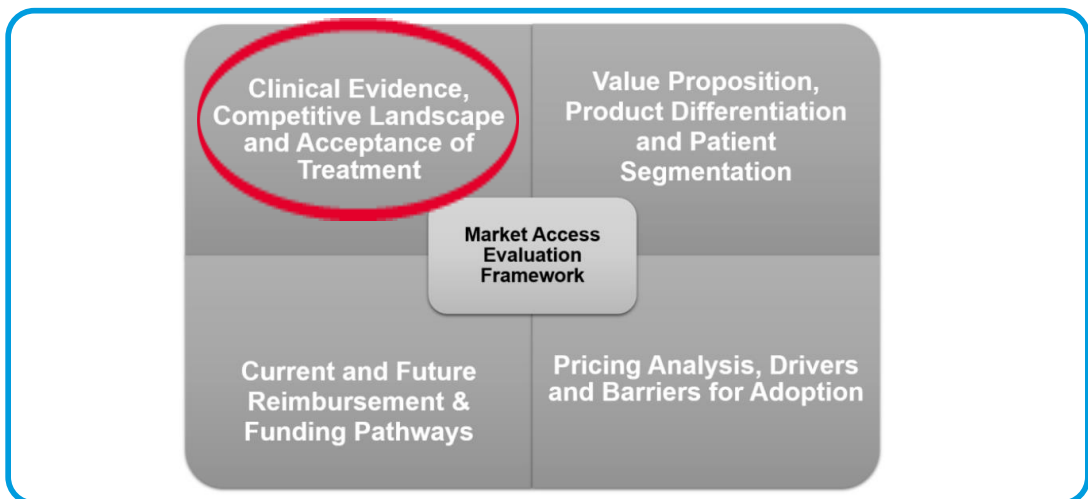 Clinical Evidence,
Competitive Landscape
and Acceptance of
Treatment
Value Proposition,
Product Differentiation
and Patient
Segmentation
Market Access
Evaluation
Framework
Current and Future
Reimbursement &
Funding Pathways
Pricing Analysis, Drivers
and Barriers for Adoption